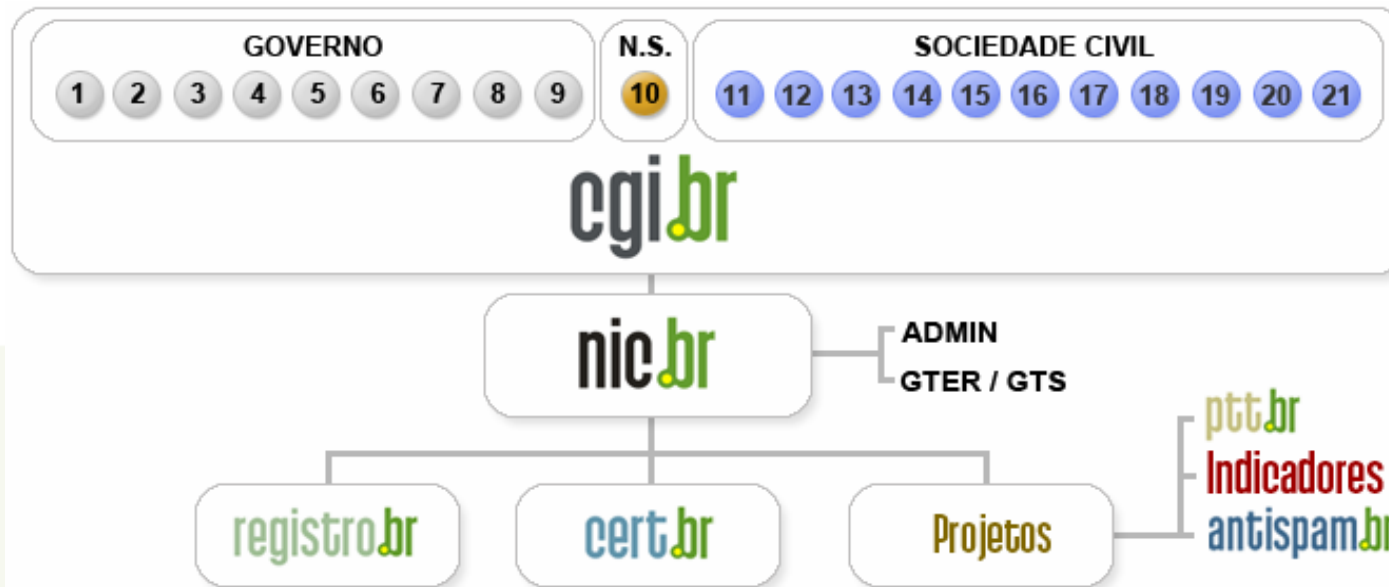 GOVERNO N.S. SOCIEDADE CIVIL
1 2 3 4 5 6 7 8 9 10 11 12 13 14 15 16 17 18 19 20 21
cgi.br
nic.br
ADMIN
GTER / GTS
ptt.br
Indicadores
antispam.br
registro.br
cert.br
Projetos